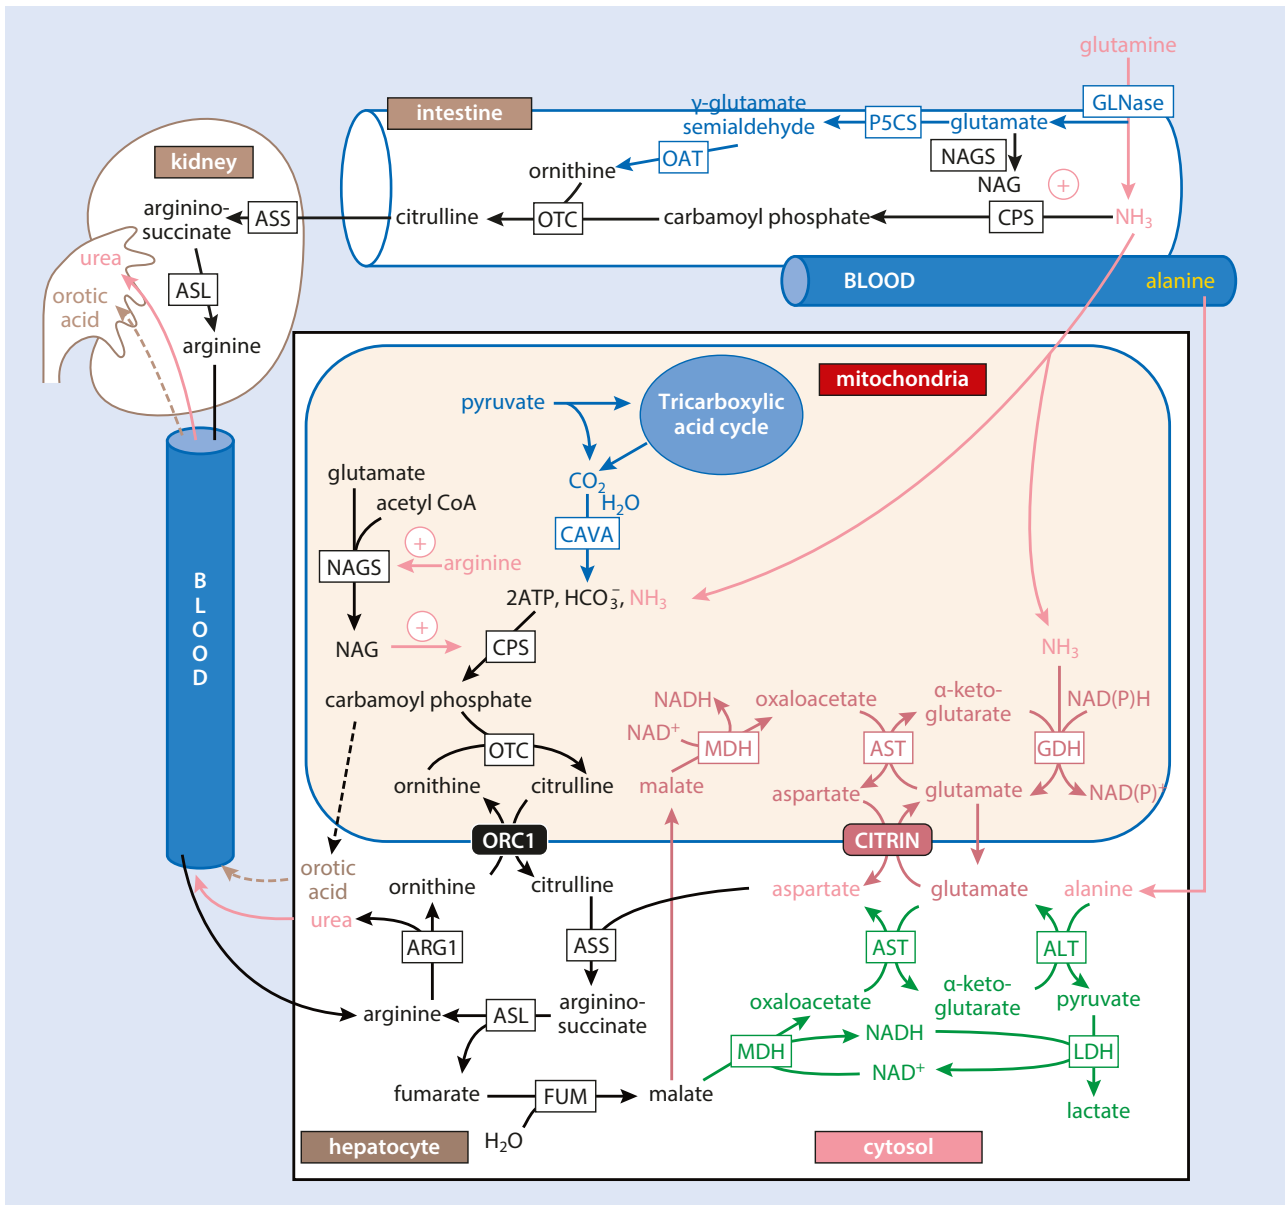 glutamine
GLNase
intestine
γ-glutamate
semialdehyde
P5CS
glutamate
OAT
NAGS
kidney
ornithine
NAG
+
arginino-
succinate
ASS
citrulline
OTC
carbamoyl phosphate
CPS
NH3
urea
ASL
BLOOD
alanine
orotic
acid
arginine
mitochondria
pyruvate
Tricarboxylic
acid cycle
glutamate
acetyl CoA
CO2
H2O
CAVA
+
NAGS
arginine
B
L
O
O
D
2ATP, HCO3−, NH3
+
NAG
CPS
NH3
carbamoyl phosphate
NADH
oxaloacetate
α-keto-
glutarate
NAD(P)H
NAD+
MDH
OTC
AST
GDH
ornithine
citrulline
malate
aspartate
glutamate
NAD(P)+
ORC1
CITRIN
orotic
acid
ornithine
citrulline
aspartate
glutamate
alanine
urea
ARG1
ASS
AST
ALT
arginine
ASL
arginino-
succinate
oxaloacetate
α-keto-
glutarate
pyruvate
NADH
MDH
LDH
NAD+
fumarate
FUM
malate
lactate
H2O
hepatocyte
cytosol